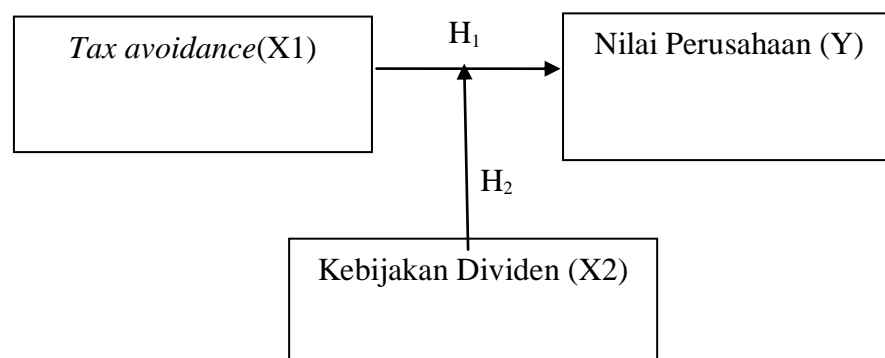 Tax avoidance(X1)
H₁
Nilai Perusahaan (Y)
H₂
Kebijakan Dividen (X2)